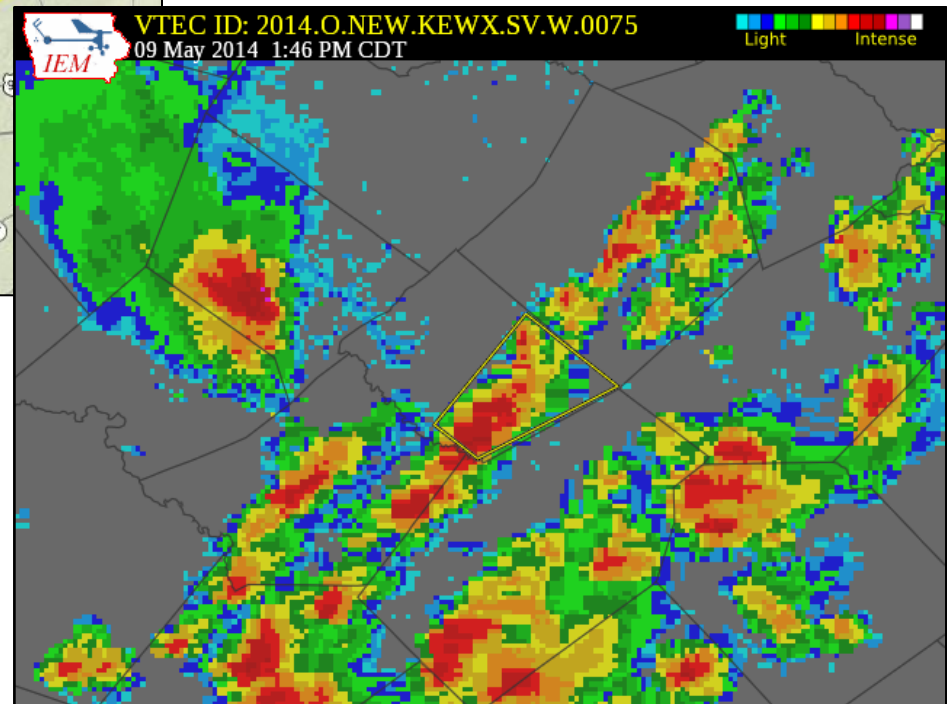 VTEC ID: 2014.O.NEW.KEWX.SV.W.0075
09 May 2014 1:46 PM CDT
IEM
Light
Intense